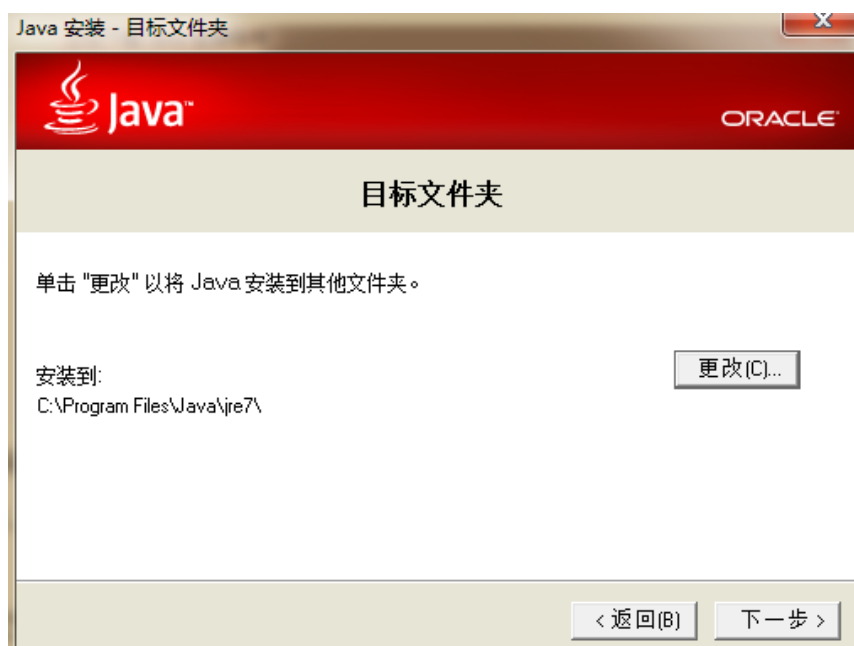 Java 安装 - 目标文件夹
Java™
ORACLE
目标文件夹
单击 "更改" 以将 Java 安装到其他文件夹。
安装到:
更改(C)...
C:\Program Files\Java\jre7\
< 返回(B)
下一步 >